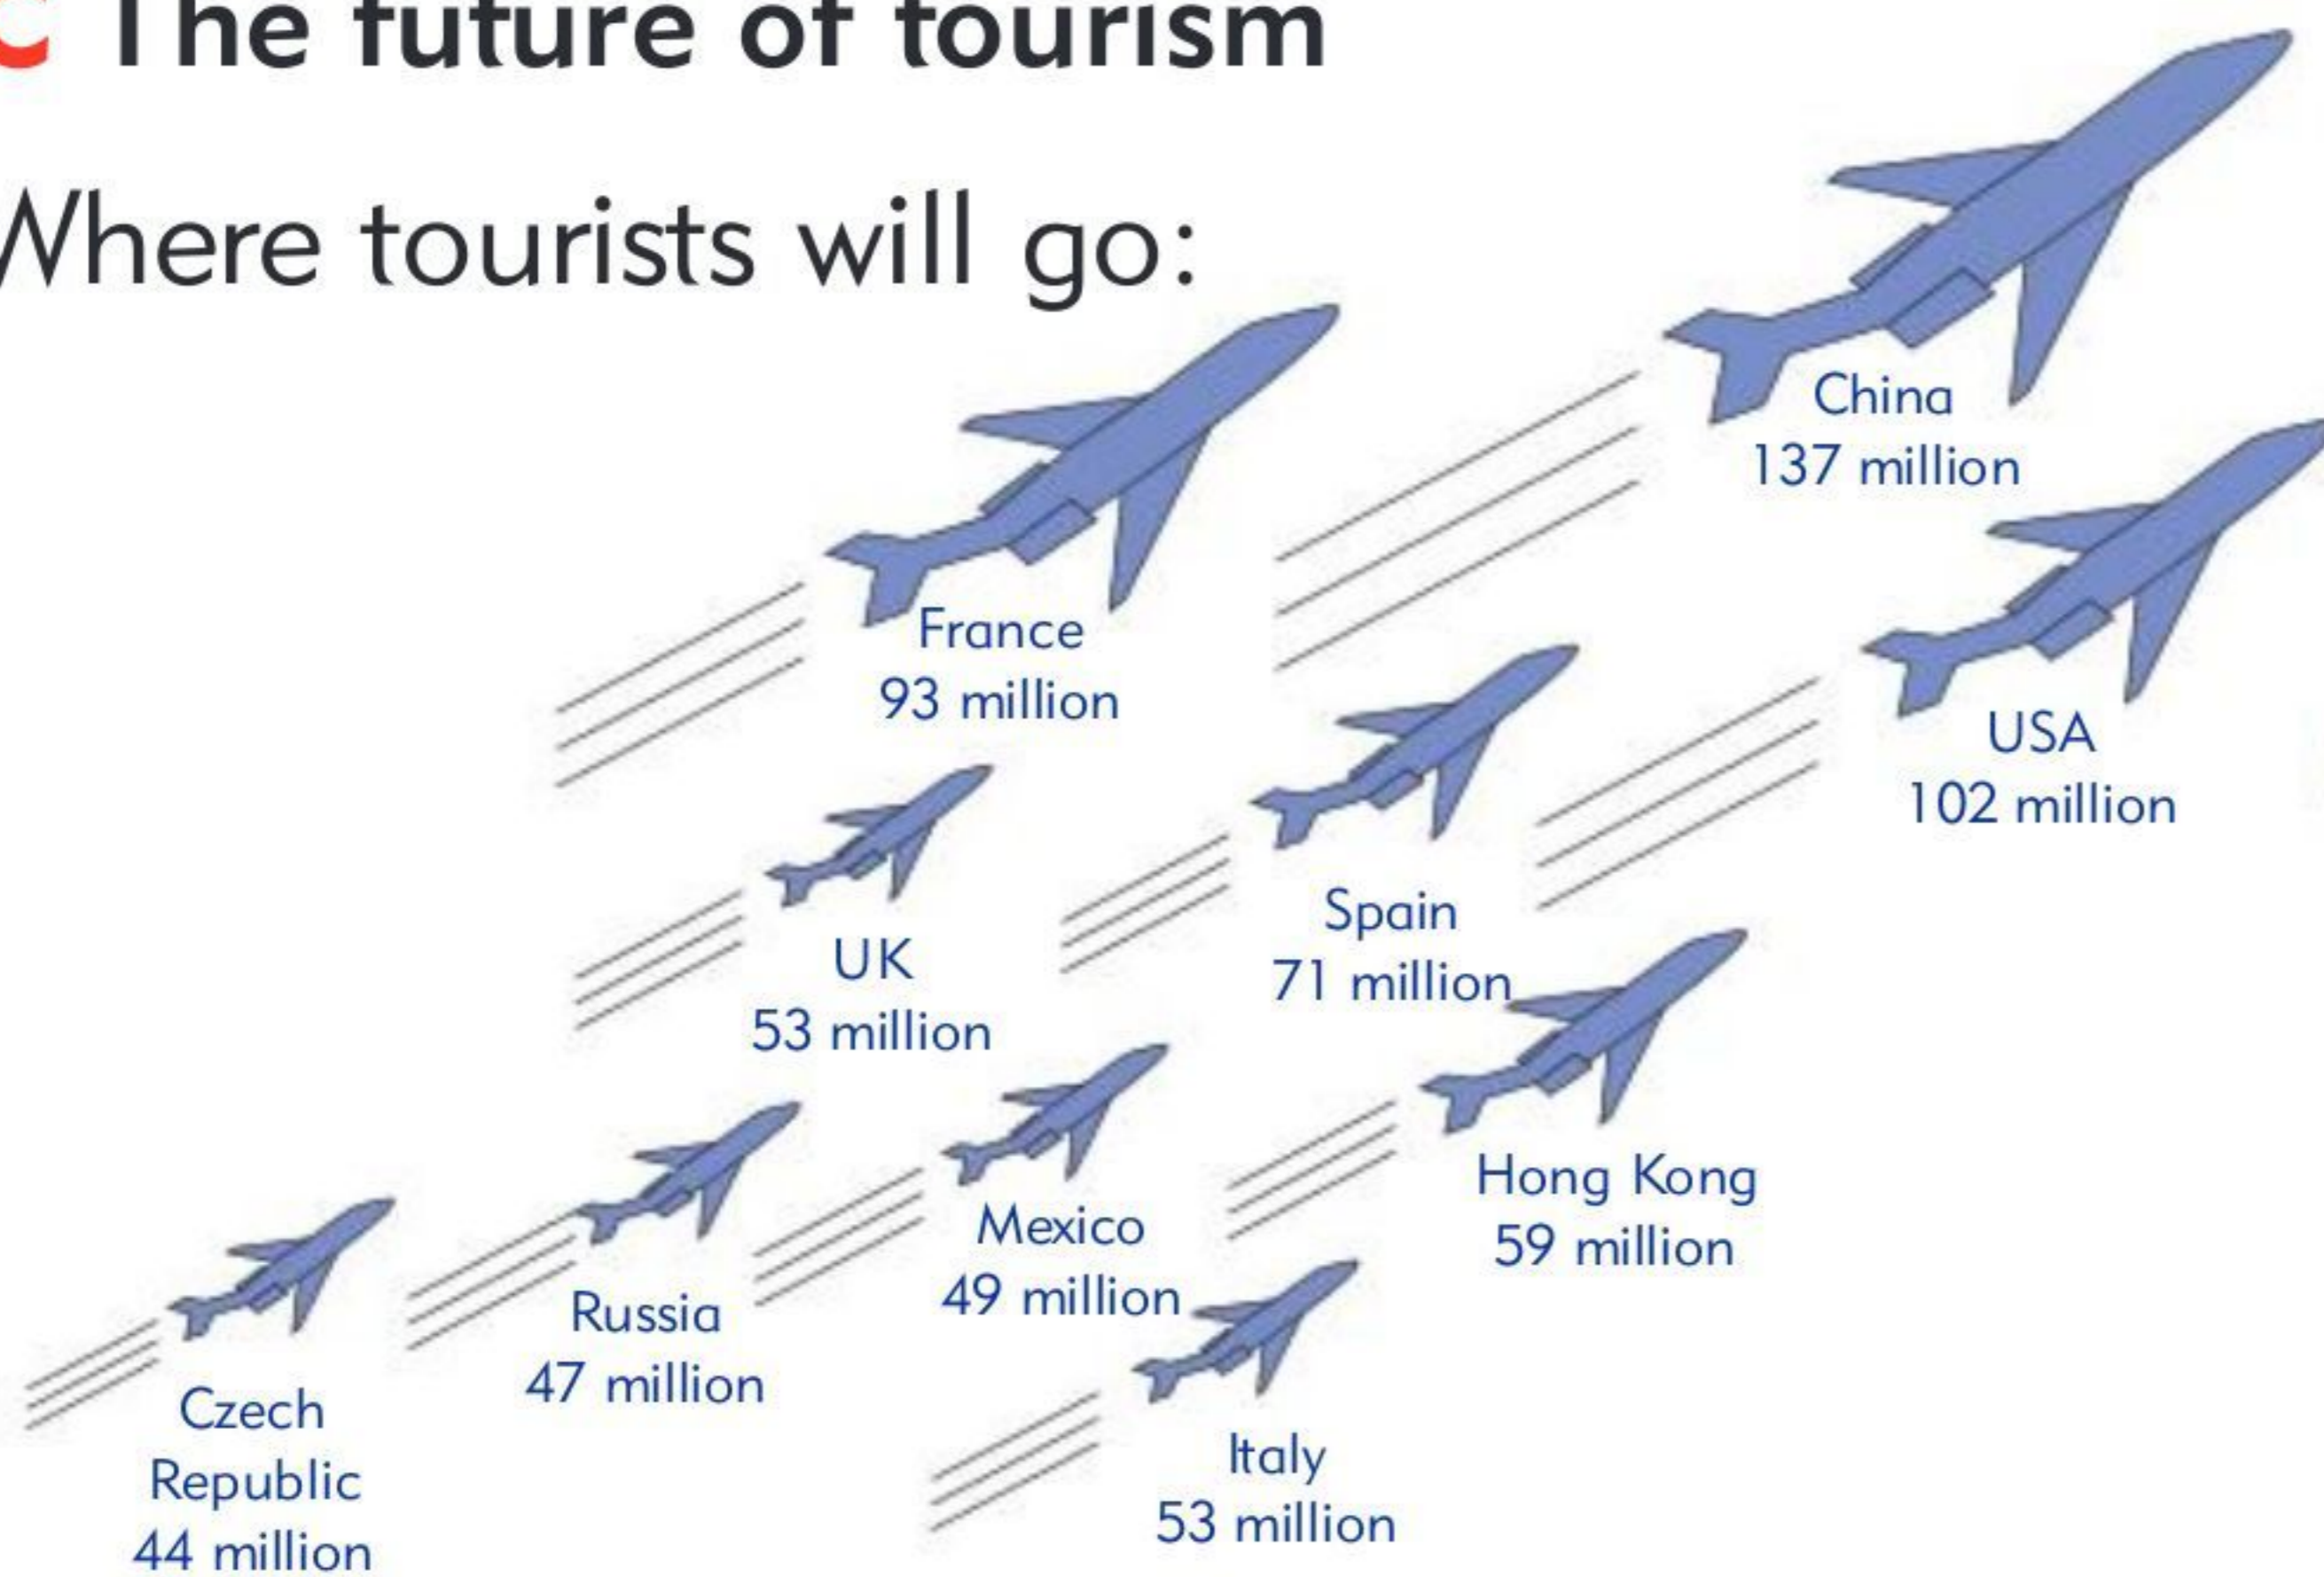 C The future of tourism
Where tourists will go:
China
137 million
France
93 million
USA
102 million
Spain
71 million
UK
53 million
Hong Kong
59 million
Mexico
49 million
Russia
47 million
Czech
Republic
44 million
Italy
53 million